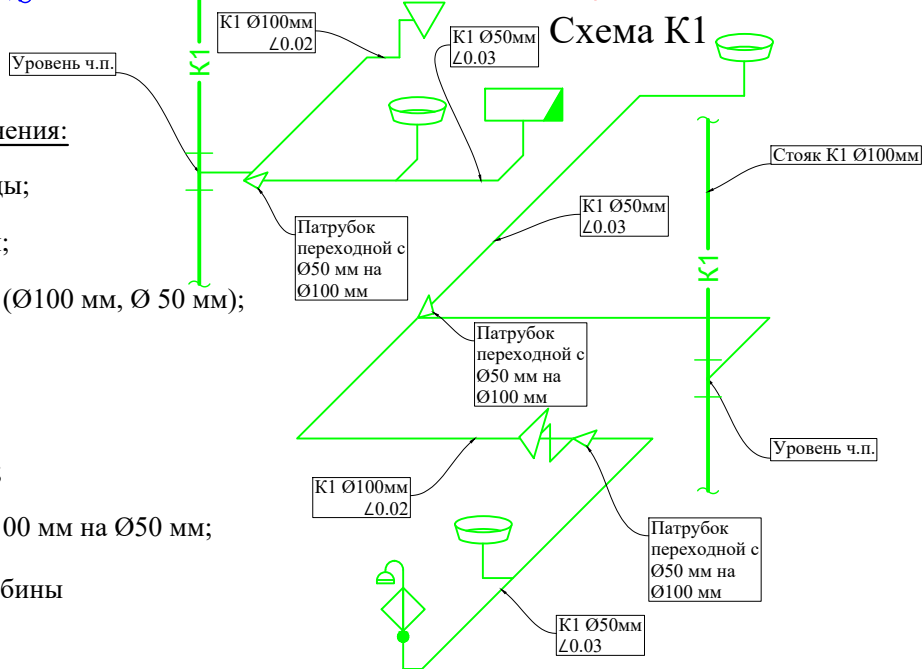 К1 Ø100мм
∠0.02
К1 Ø50мм
∠0.03
Схема К1
Уровень ч.п.
К1
нения:
ды;
Стояк К1 Ø100мм
К1 Ø50мм
∠0.03
Патрубок
переходной с
Ø50 мм на
Ø100 мм
К1
(Ø100 мм, Ø 50 мм);
Патрубок
переходной с
Ø50 мм на
Ø100 мм
Уровень ч.п.
К1 Ø100мм
∠0.02
00 мм на Ø50 мм;
Патрубок
переходной с
Ø50 мм на
Ø100 мм
бины
К1 Ø50мм
∠0.03